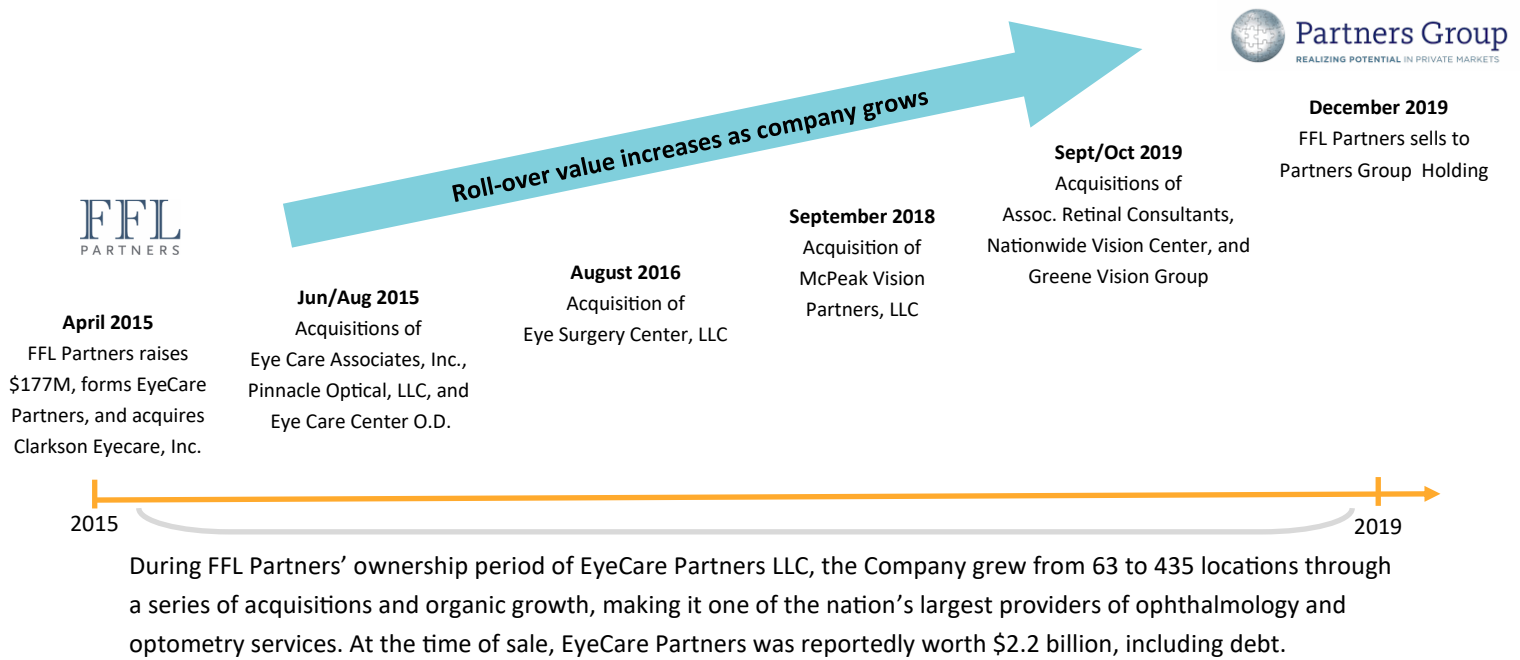 Partners Group
REALIZING POTENTIAL IN PRIVATE MARKETS
Roll-over value increases as company grows
FFL
PARTNERS
April 2015
FFL Partners raises
$177M, forms EyeCare
Partners, and acquires
Clarkson Eyecare, Inc.
Jun/Aug 2015
Acquisitions of
Eye Care Associates, Inc.,
Pinnacle Optical, LLC, and
Eye Care Center O.D.
August 2016
Acquisition of
Eye Surgery Center, LLC
September 2018
Acquisition of
McPeak Vision
Partners, LLC
Sept/Oct 2019
Acquisitions of
Assoc. Retinal Consultants,
Nationwide Vision Center, and
Greene Vision Group
December 2019
FFL Partners sells to
Partners Group Holding
2015
2019
During FFL Partners’ ownership period of EyeCare Partners LLC, the Company grew from 63 to 435 locations through
a series of acquisitions and organic growth, making it one of the nation’s largest providers of ophthalmology and
optometry services. At the time of sale, EyeCare Partners was reportedly worth $2.2 billion, including debt.